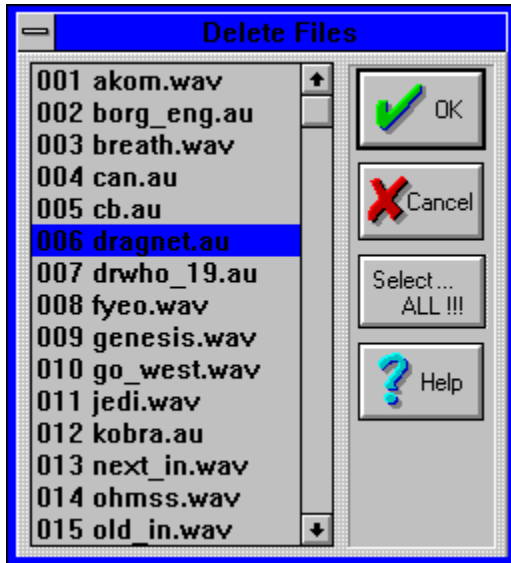 Delete Files
001 akom.wav
002 borg_eng.au
003 breath.wav
004 can.au
005 cb.au
006 dragnet.au
007 drwho_19.au
008 fyeo.wav
009 genesis.wav
010 go_west.wav
011 jedi.wav
012 kobra.au
013 next_in.wav
014 ohmss.wav
015 old_in.wav
OK
Cancel
Select...
ALL !!!
Help